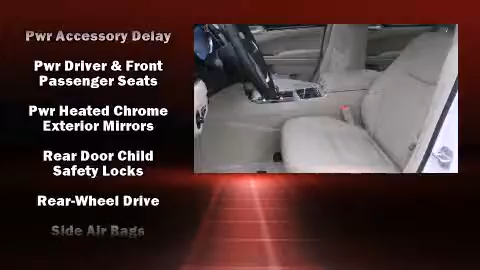 Pwr Accessory Delay
Pwr Driver & Front
Passenger Seats
Pwr Heated Chrome
Exterior Mirrors
Rear Door Child
Safety Locks
Rear-Wheel Drive
Side Air Bags